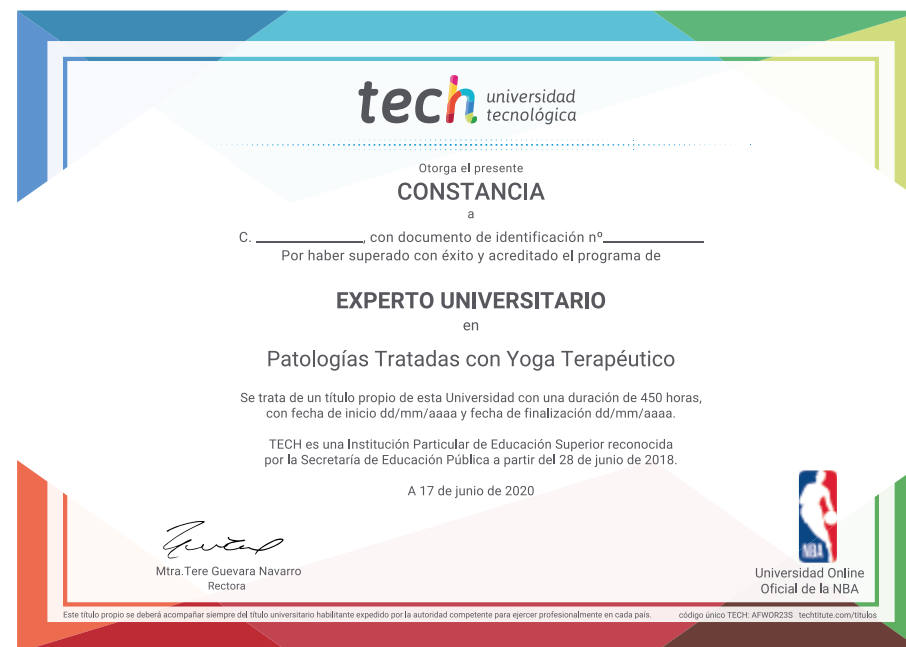 tech universidad
tecnológica
Otorga el presente
CONSTANCIA
a
C. ____________, con documento de identificación nº____________
Por haber superado con éxito y acreditado el programa de
EXPERTO UNIVERSITARIO
en
Patologías Tratadas con Yoga Terapéutico
Se trata de un título propio de esta Universidad con una duración de 450 horas,
con fecha de inicio dd/mm/aaaa y fecha de finalización dd/mm/aaaa.
TECH es una Institución Particular de Educación Superior reconocida
por la Secretaría de Educación Pública a partir del 28 de junio de 2018.
A 17 de junio de 2020
Mtra.Tere Guevara Navarro
Rectora
NBA
Universidad Online
Oficial de la NBA
Este título propio se deberá acompañar siempre del título universitario habilitante expedido por la autoridad competente para ejercer profesionalmente en cada país. código único TECH: AFWOR23S techtitute.com/titulos